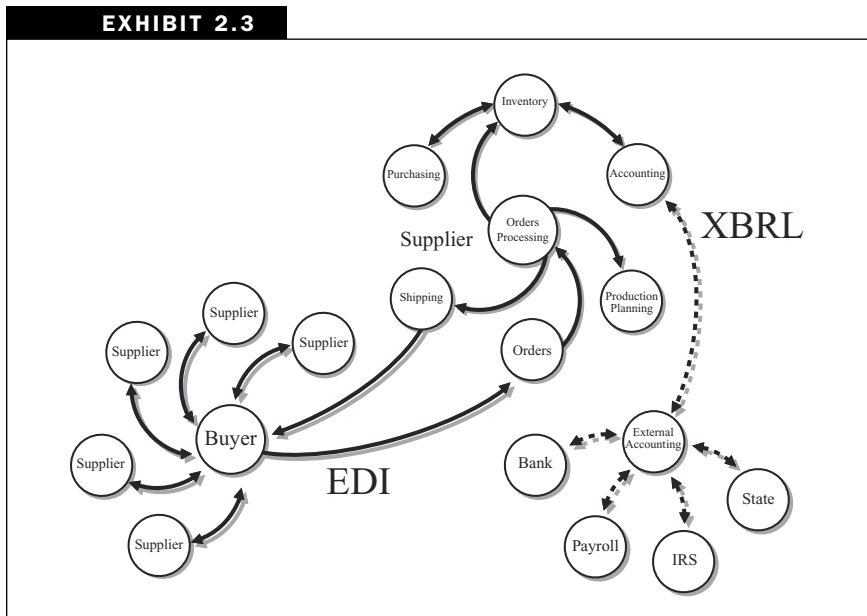 EXHIBIT 2.3
Inventory
Purchasing
Accounting
Orders
Processing
Supplier
XBRL
Shipping
Production
Planning
Supplier
Supplier
Supplier
Orders
Buyer
External
Accounting
Supplier
Bank
EDI
State
Supplier
Payroll
IRS